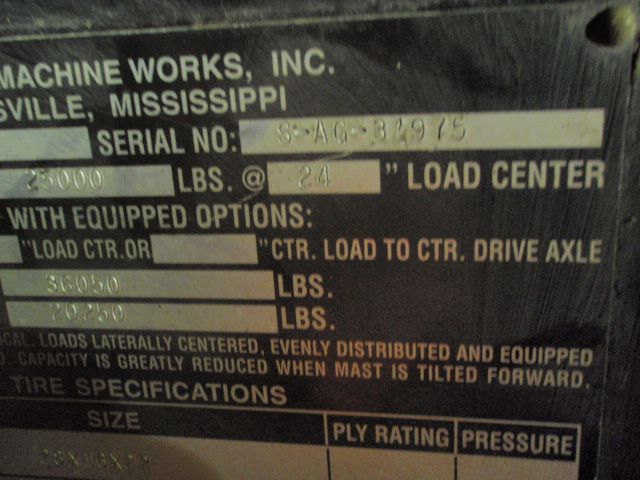 MACHINE WORKS, INC.
SVILLE, MISSISSIPPI
SERIAL NO: S-AG-31975
25000 LBS. @ 24 " LOAD CENTER
WITH EQUIPPED OPTIONS:
"LOAD CTR.OR "CTR. LOAD TO CTR. DRIVE AXLE
36050 LBS.
20250 LBS.
ICAL, LOADS LATERALLY CENTERED, EVENLY DISTRIBUTED AND EQUIPPED
. CAPACITY IS GREATLY REDUCED WHEN MAST IS TILTED FORWARD.
TIRE SPECIFICATIONS
SIZE PLY RATING PRESSURE